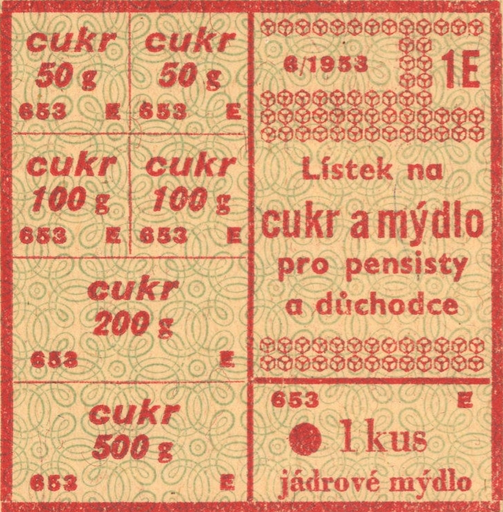 cukr
50 g
653 E
cukr
50 g
653 E
cukr
100 g
653 E
cukr
100 g
653 E
cukr
200 g
653 E
cukr
500 g
653 E
6/1953 1E
Lístek na
cukr a mýdlo
pro pensisty
a důchodce
653 E
1 kus
jádrové mýdlo